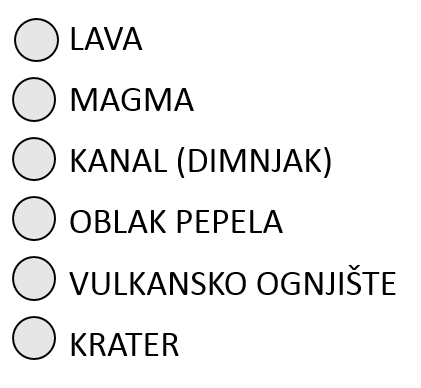 LAVA
MAGMA
KANAL (DIMNJAK)
OBLAK PEPELA
VULKANSKO OGNJIŠTE
KRATER